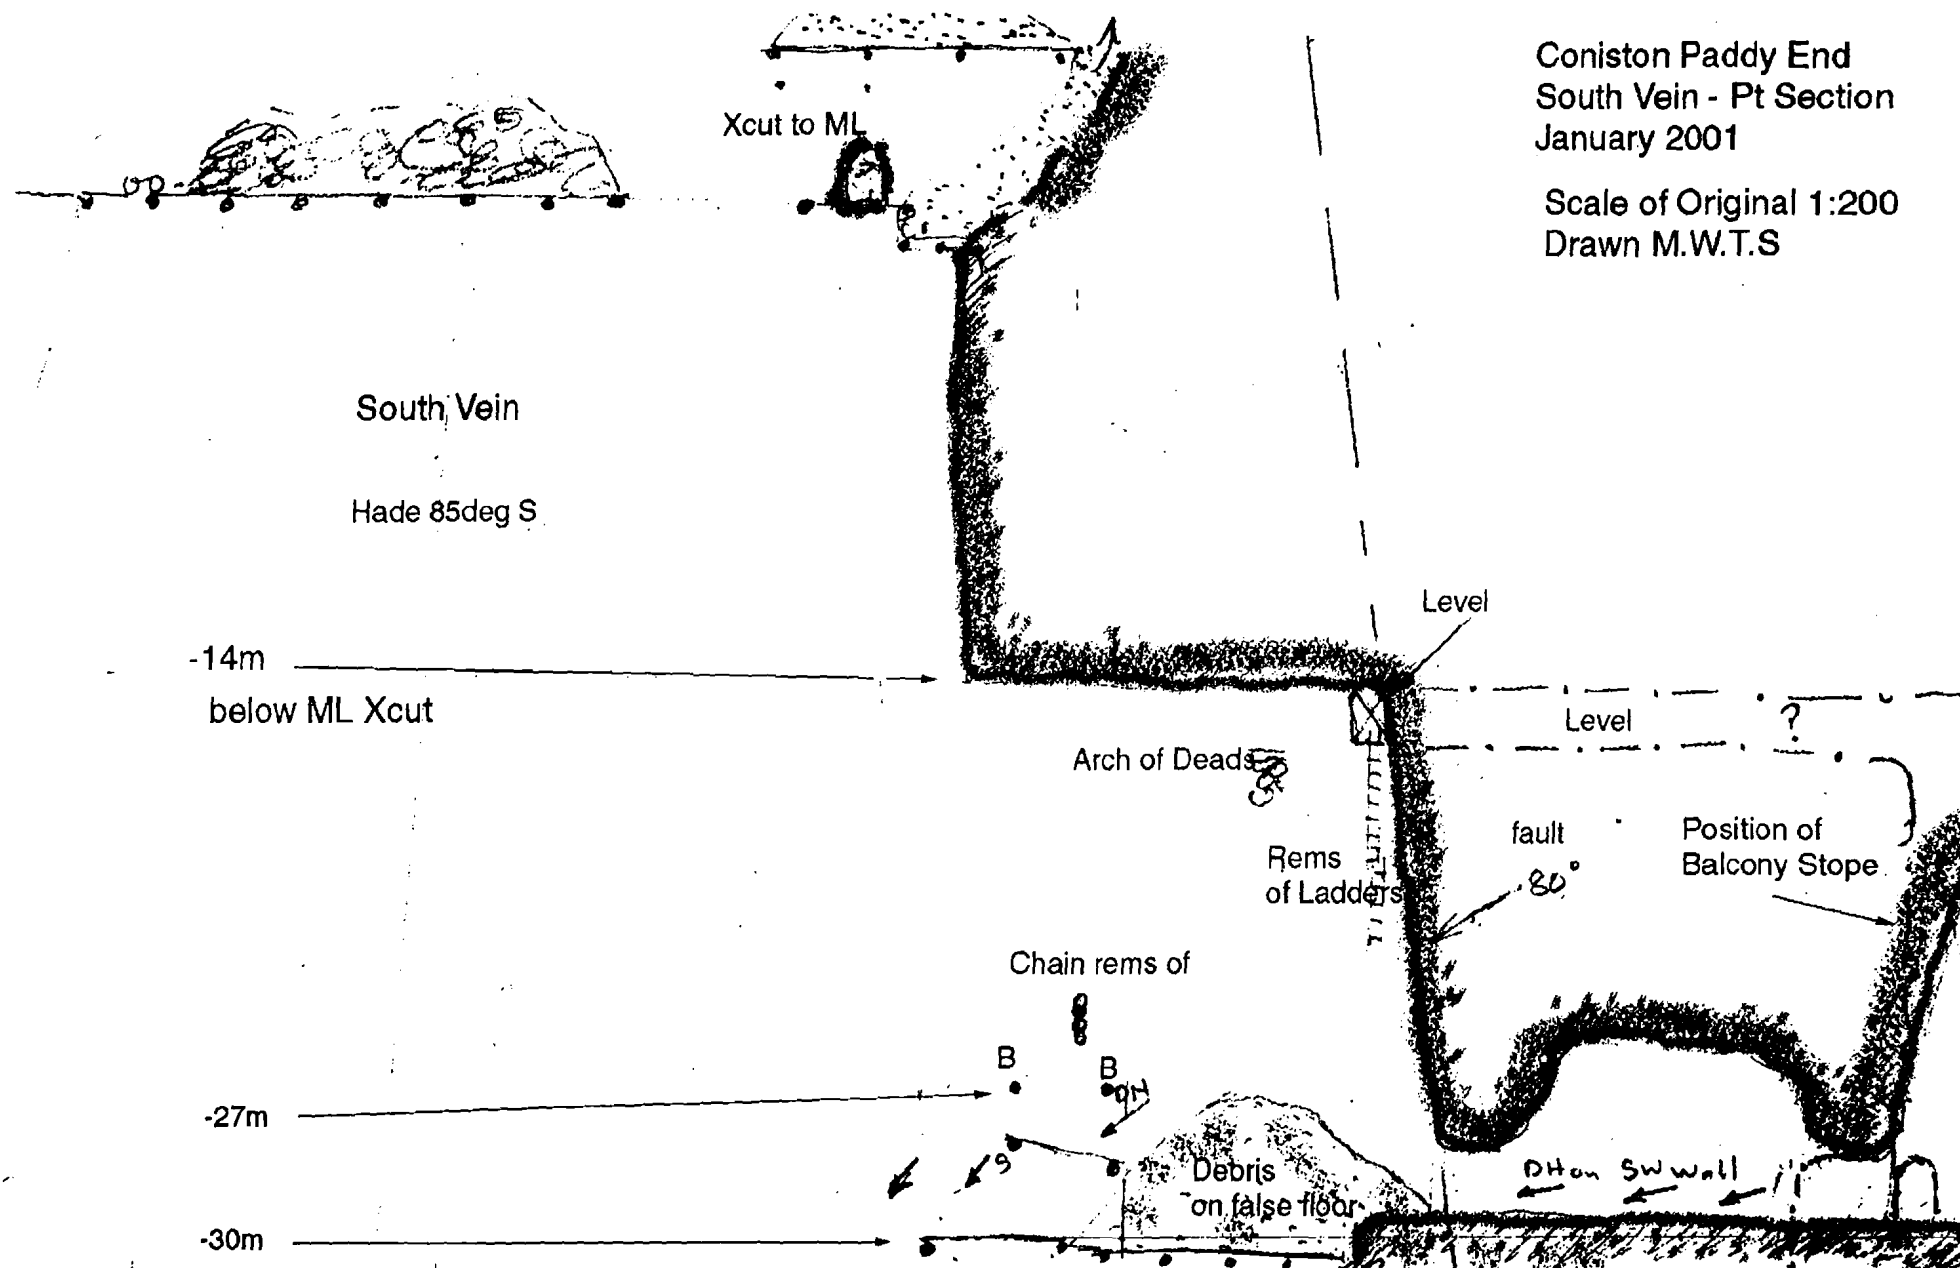 Coniston Paddy End
South Vein - Pt Section
January 2001
Scale of Original 1:200
Drawn M.W.T.S
Xcut to ML
South Vein
Hade 85deg S
Level
-14m
below ML Xcut
Level
?
Arch of Deads
fault
80°
Position of
Balcony Stope
Rems
of Ladders
Chain rems of
B
B
-27m
DH
S
Debris
on false floor
DH on SW Wall
-30m